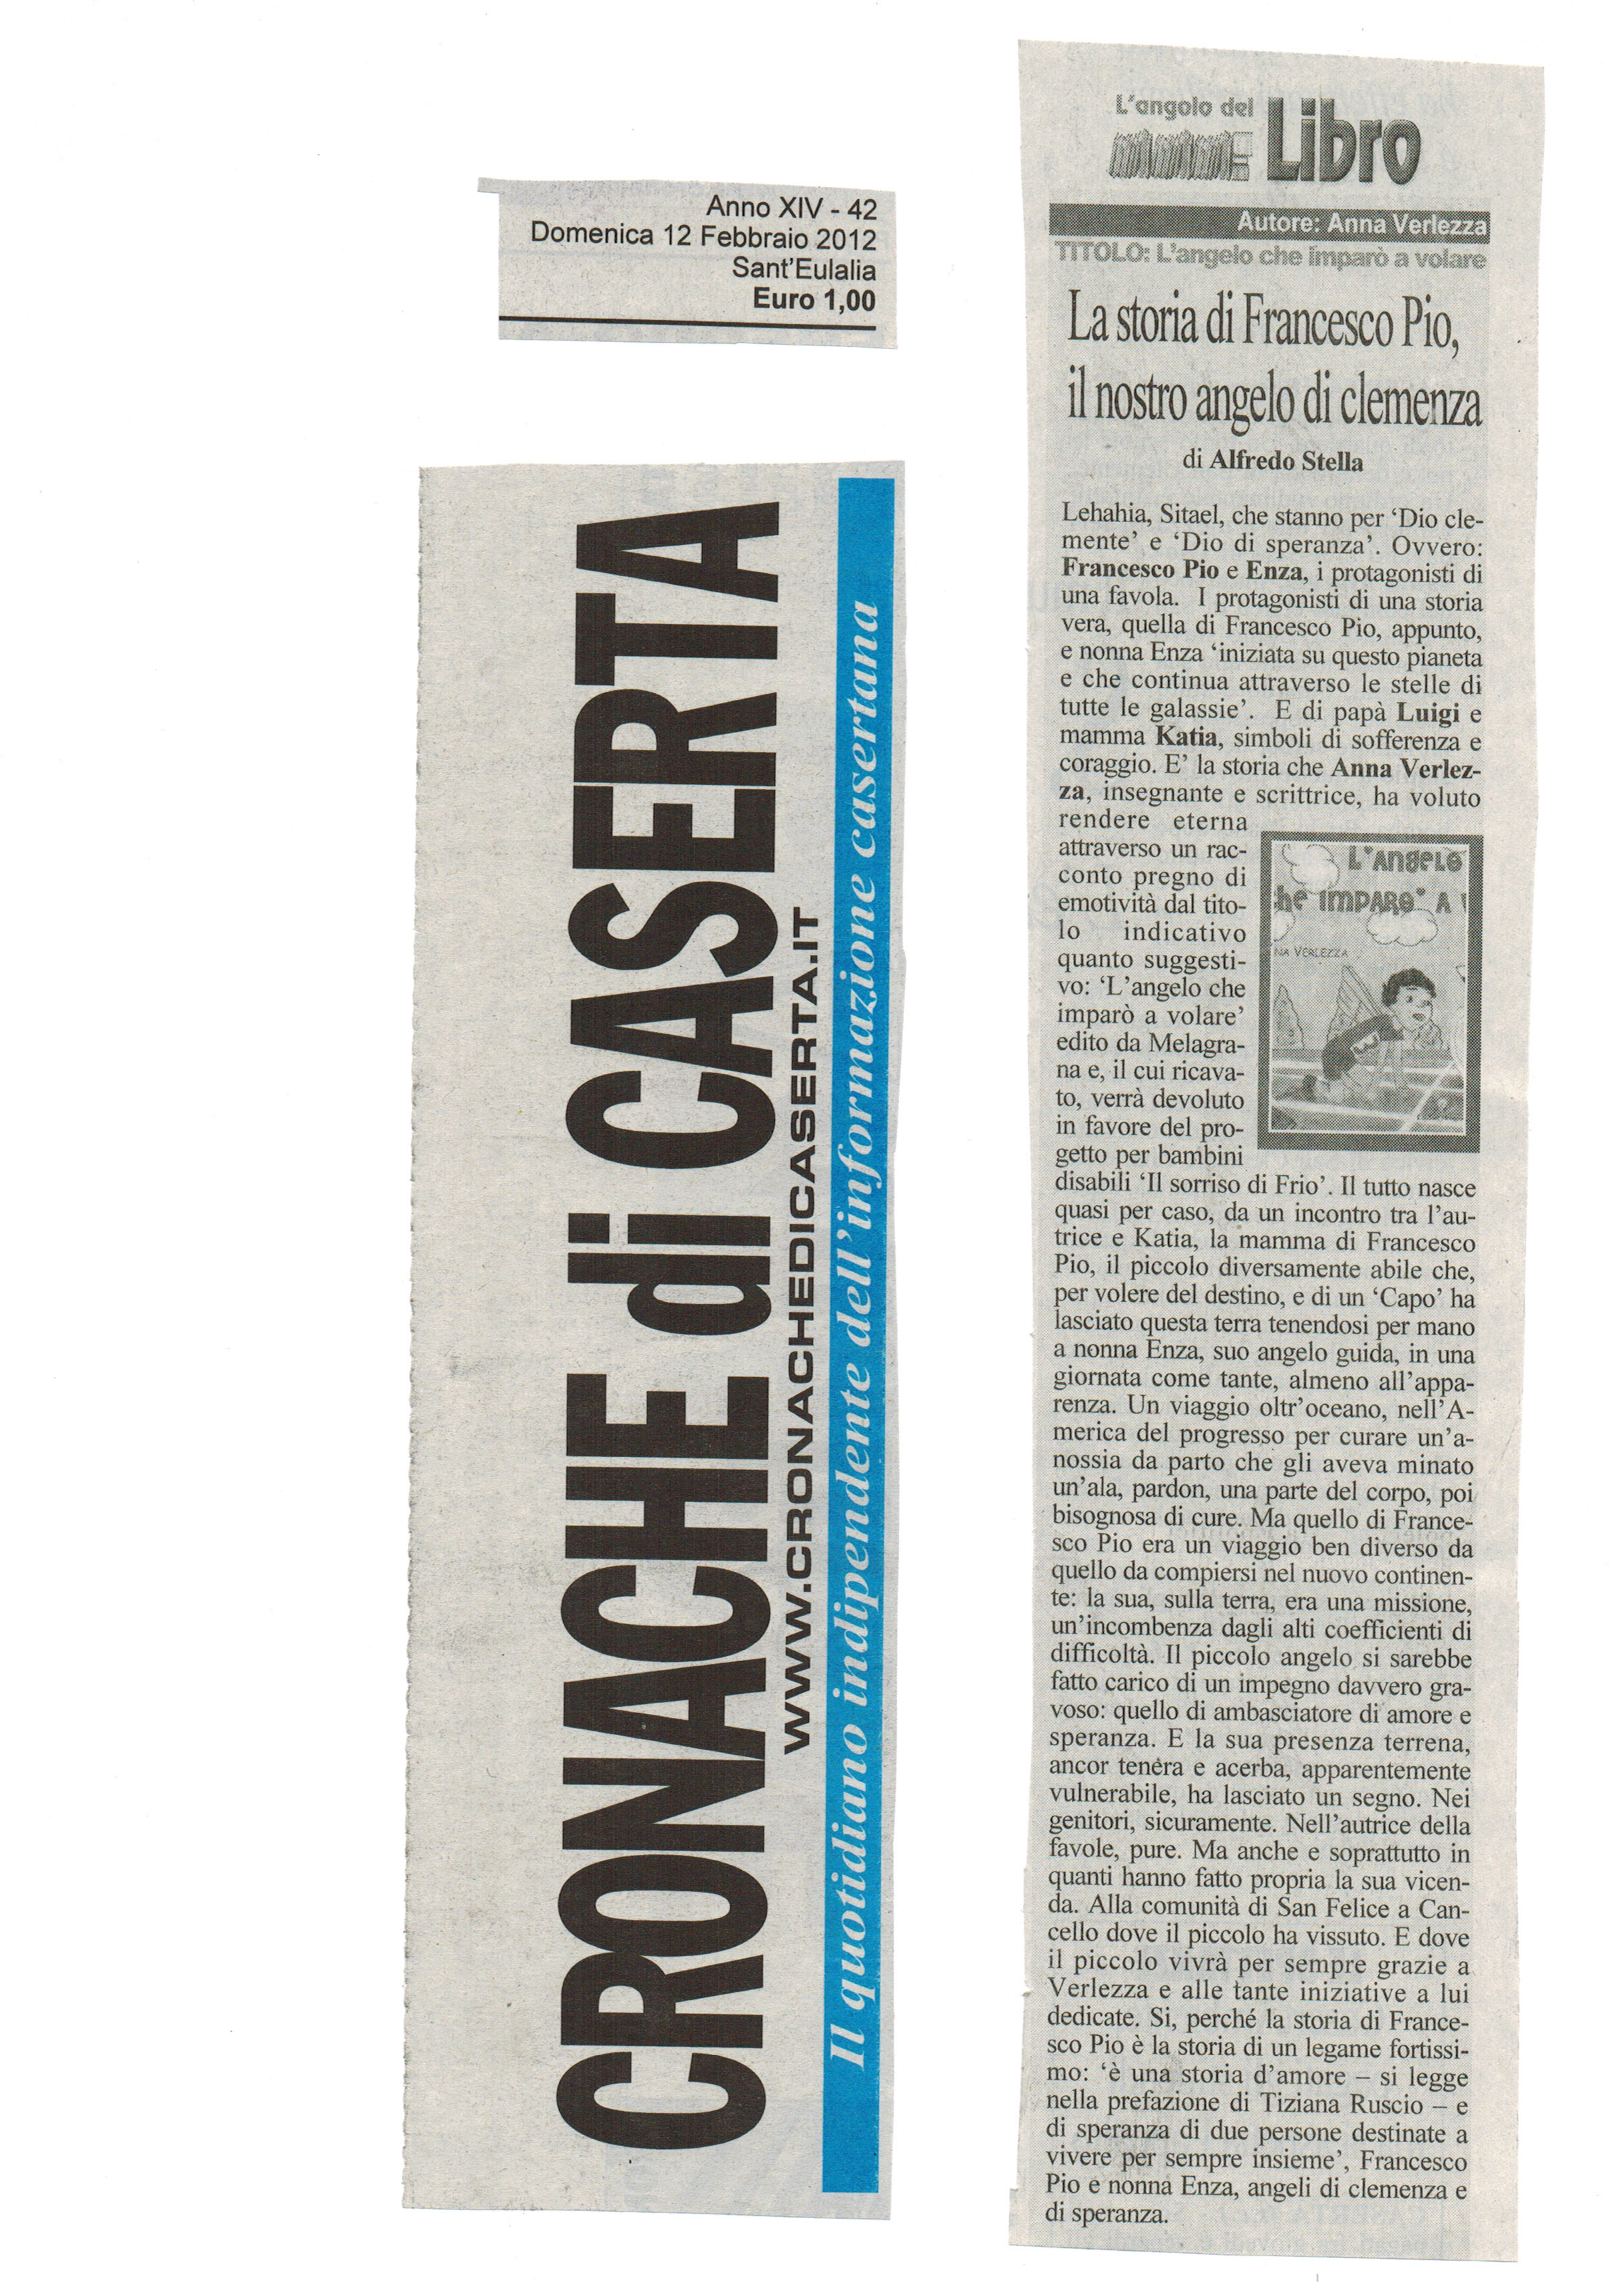 Anno XIV - 42
Domenica 12 Febbraio 2012
Sant'Eulalia
Euro 1,00
CRONACHE di CASERTA
WWW.CRONACHEDICASERTA.IT
Il quotidiano indipendente dell'informazione casertana
L'angolo del
Libro
Autore: Anna Verlezza
TITOLO: L'angelo che imparò a volare
La storia di Francesco Pio,
il nostro angelo di clemenza
di Alfredo Stella
Lehahia, Sitael, che stanno per 'Dio cle-
mente' e 'Dio di speranza'. Ovvero:
Francesco Pio e Enza, i protagonisti di
una favola. I protagonisti di una storia
vera, quella di Francesco Pio, appunto,
e nonna Enza 'iniziata su questo pianeta
e che continua attraverso le stelle di
tutte le galassie'. E di papà Luigi e
mamma Katia, simboli di sofferenza e
coraggio. E' la storia che Anna Verlez-
za, insegnante e scrittrice, ha voluto
rendere eterna
attraverso un rac-
conto pregno di
emotività dal tito-
lo indicativo
quanto suggesti-
vo: 'L'angelo che
imparò a volare'
edito da Melagra-
na e, il cui ricava-
to, verrà devoluto
in favore del pro-
getto per bambini
disabili 'Il sorriso di Frio'. Il tutto nasce
quasi per caso, da un incontro tra l'au-
trice e Katia, la mamma di Francesco
Pio, il piccolo diversamente abile che,
per volere del destino, e di un 'Capo' ha
lasciato questa terra tenendosi per mano
a nonna Enza, suo angelo guida, in una
giornata come tante, almeno all'appa-
renza. Un viaggio oltr'oceano, nell'A-
merica del progresso per curare un'a-
nossia da parto che gli aveva minato
un'ala, pardon, una parte del corpo, poi
bisognosa di cure. Ma quello di France-
sco Pio era un viaggio ben diverso da
quello da compiersi nel nuovo continen-
te: la sua, sulla terra, era una missione,
un'incombenza dagli alti coefficienti di
difficoltà. Il piccolo angelo si sarebbe
fatto carico di un impegno davvero gra-
voso: quello di ambasciatore di amore e
speranza. E la sua presenza terrena,
ancor tenera e acerba, apparentemente
vulnerabile, ha lasciato un segno. Nei
genitori, sicuramente. Nell'autrice della
favole, pure. Ma anche e soprattutto in
quanti hanno fatto propria la sua vicen-
da. Alla comunità di San Felice a Can-
cello dove il piccolo ha vissuto. E dove
il piccolo vivrà per sempre grazie a
Verlezza e alle tante iniziative a lui
dedicate. Si, perché la storia di France-
sco Pio è la storia di un legame fortissi-
mo: 'è una storia d'amore – si legge
nella prefazione di Tiziana Ruscio – e
di speranza di due persone destinate a
vivere per sempre insieme', Francesco
Pio e nonna Enza, angeli di clemenza e
di speranza.
L'ANGELO
he IMPARO' A
NA VERLEZZA